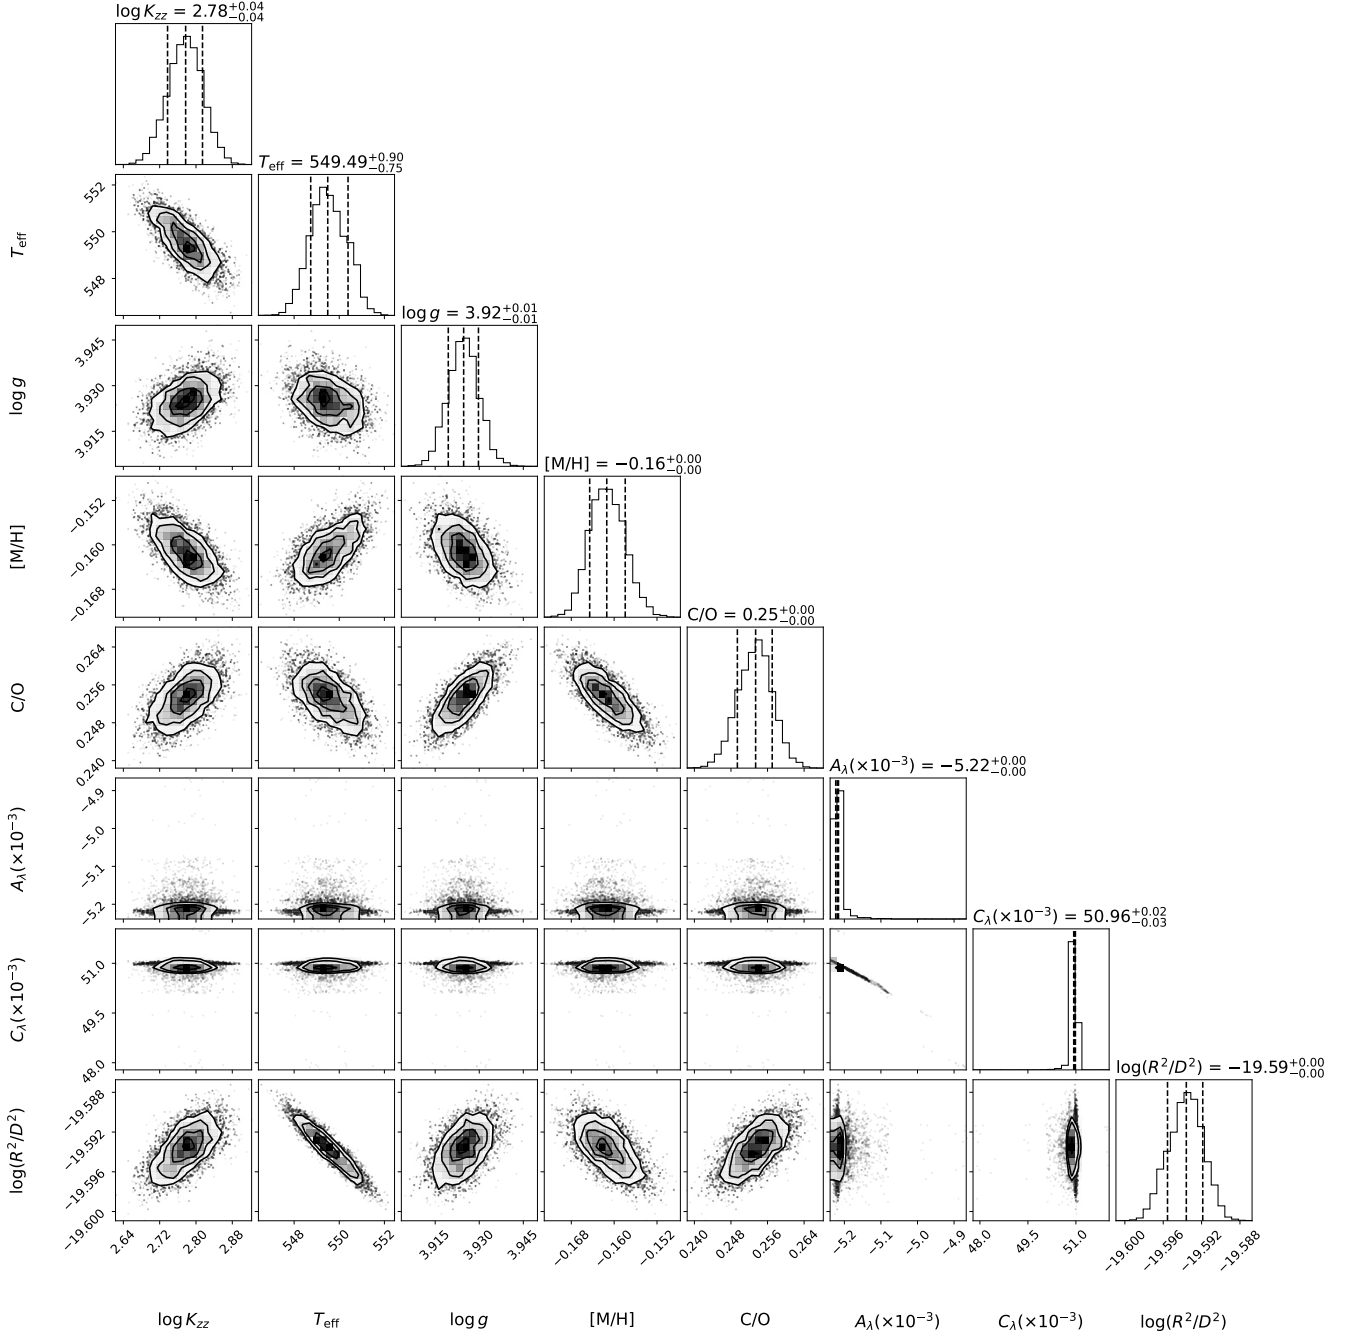 log K_zz = 2.78 +0.04 −0.04
T_eff = 549.49 +0.90 −0.75
552
550
548
T_eff
log g = 3.92 +0.01 −0.01
3.945
3.930
3.915
log g
[M/H] = −0.16 +0.00 −0.00
−0.152
−0.160
−0.168
[M/H]
C/O = 0.25 +0.00 −0.00
0.264
0.256
0.248
0.240
C/O
A_λ(×10^−3) = −5.22 +0.00 −0.00
−4.9
−5.0
−5.1
−5.2
A_λ(×10^−3)
C_λ(×10^−3) = 50.96 +0.02 −0.03
51.0
49.5
48.0
C_λ(×10^−3)
log(R^2/D^2) = −19.59 +0.00 −0.00
−19.588
−19.592
−19.596
−19.600
log(R^2/D^2)
2.64 2.72 2.80 2.88 548 550 552 3.915 3.930 3.945 −0.168 −0.160 −0.152 0.240 0.248 0.256 0.264 −5.2 −5.1 −5.0 −4.9 48.0 49.5 51.0 −19.600 −19.596 −19.592 −19.588
log K_zz T_eff log g [M/H] C/O A_λ(×10^−3) C_λ(×10^−3) log(R^2/D^2)